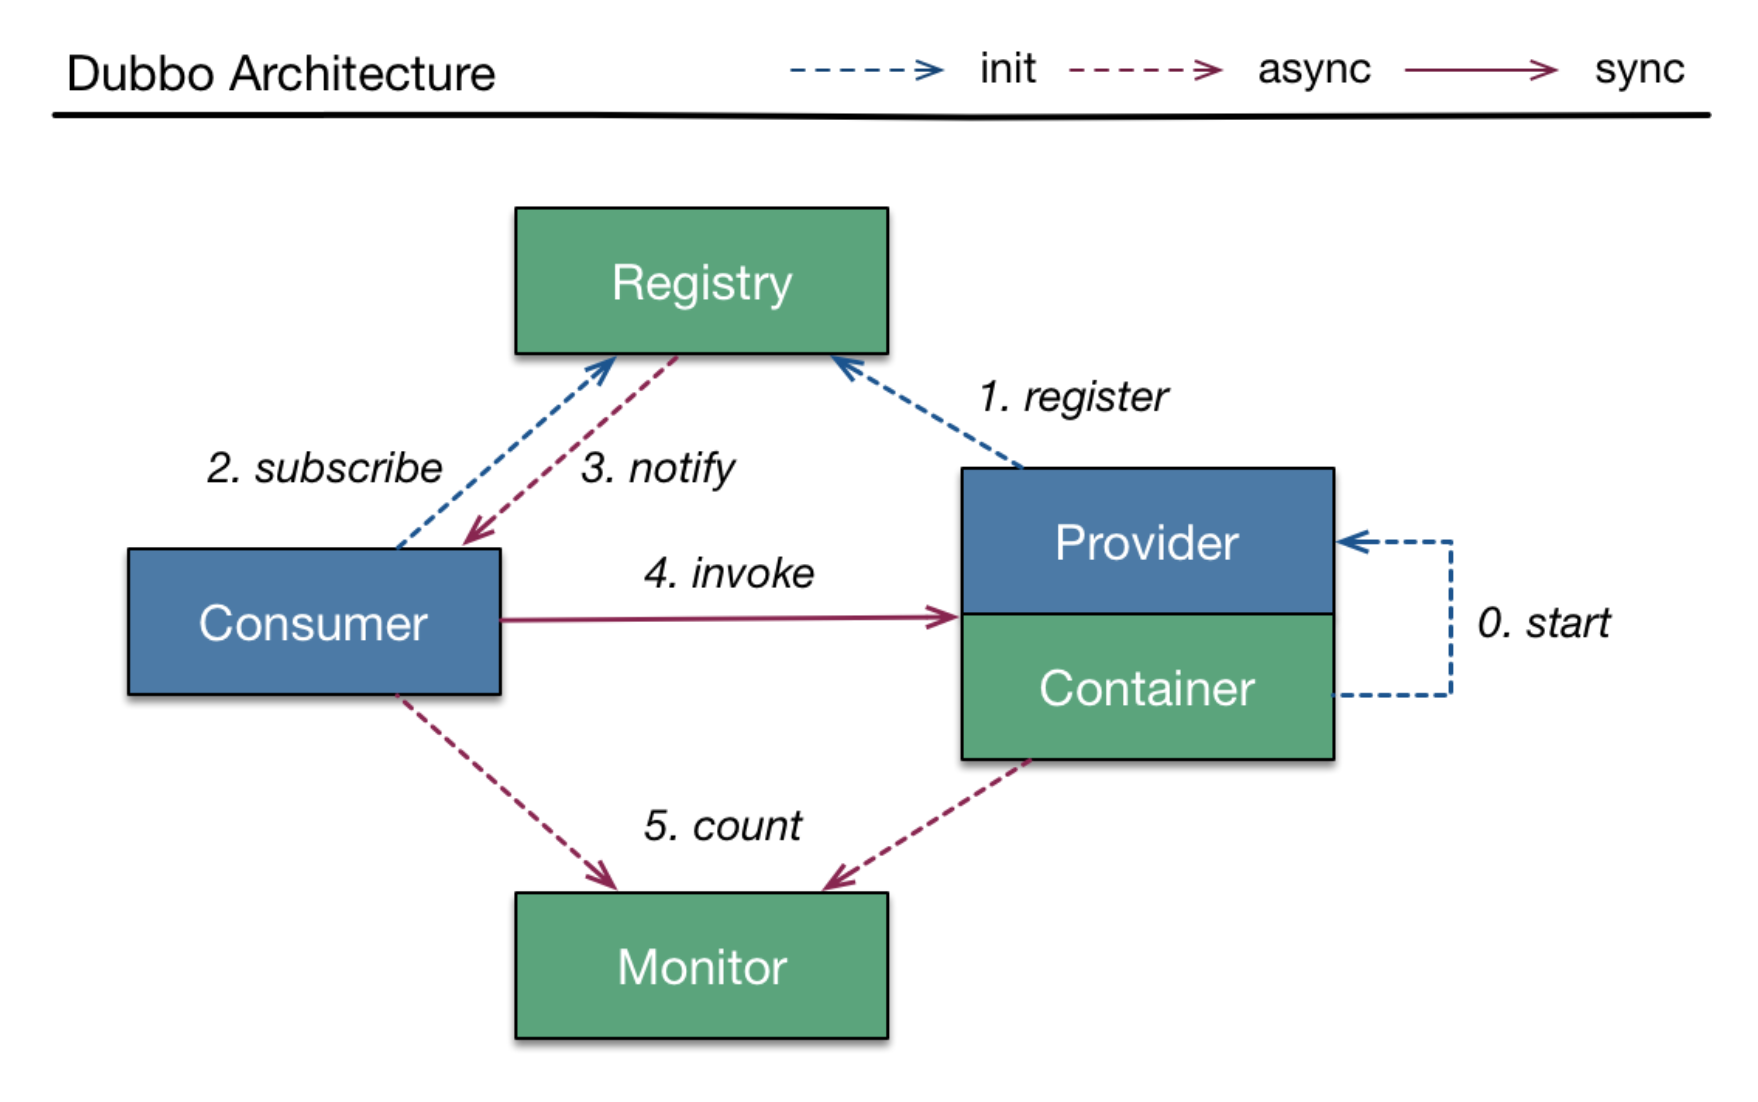 Dubbo Architecture
init
async
sync
Registry
1. register
2. subscribe
3. notify
Provider
4. invoke
Consumer
0. start
Container
5. count
Monitor